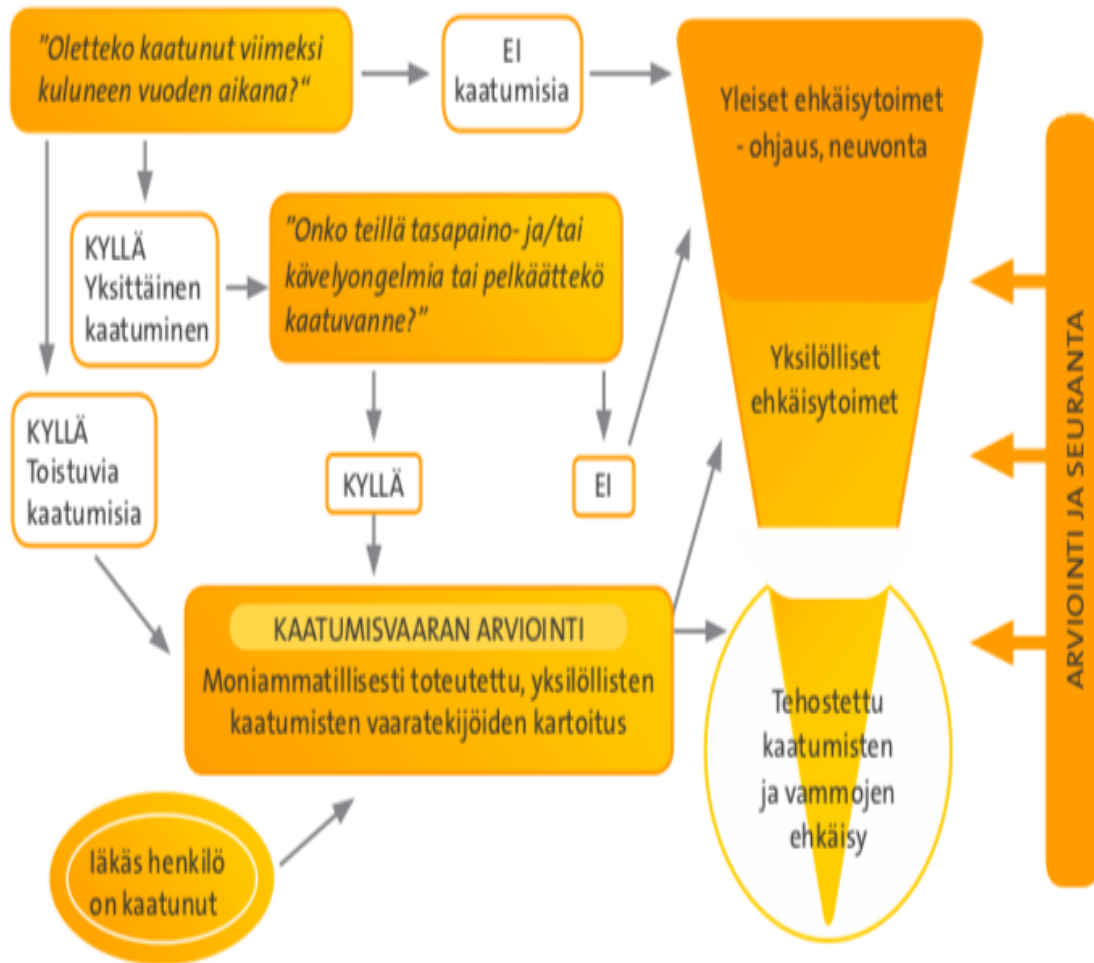 "Oletteko kaatunut viimeksi
kuluneen vuoden aikana?"
EI
kaatumisia
Yleiset ehkäisytoimet
- ohjaus, neuvonta
KYLLÄ
Yksittäinen
kaatuminen
"Onko teillä tasapaino- ja/tai
kävelyongelmia tai pelkäättekö
kaatuvanne?"
Yksilölliset
ehkäisytoimet
KYLLÄ
Toistuvia
kaatumisia
KYLLÄ
EI
KAATUMISVAARAN ARVIOINTI
Moniammatillisesti toteutettu, yksilöllisten
kaatumisten vaaratekijöiden kartoitus
Tehostettu
kaatumisten
ja vammojen
ehkäisy
Iäkäs henkilö
on kaatunut
ARVIOINTI JA SEURANTA